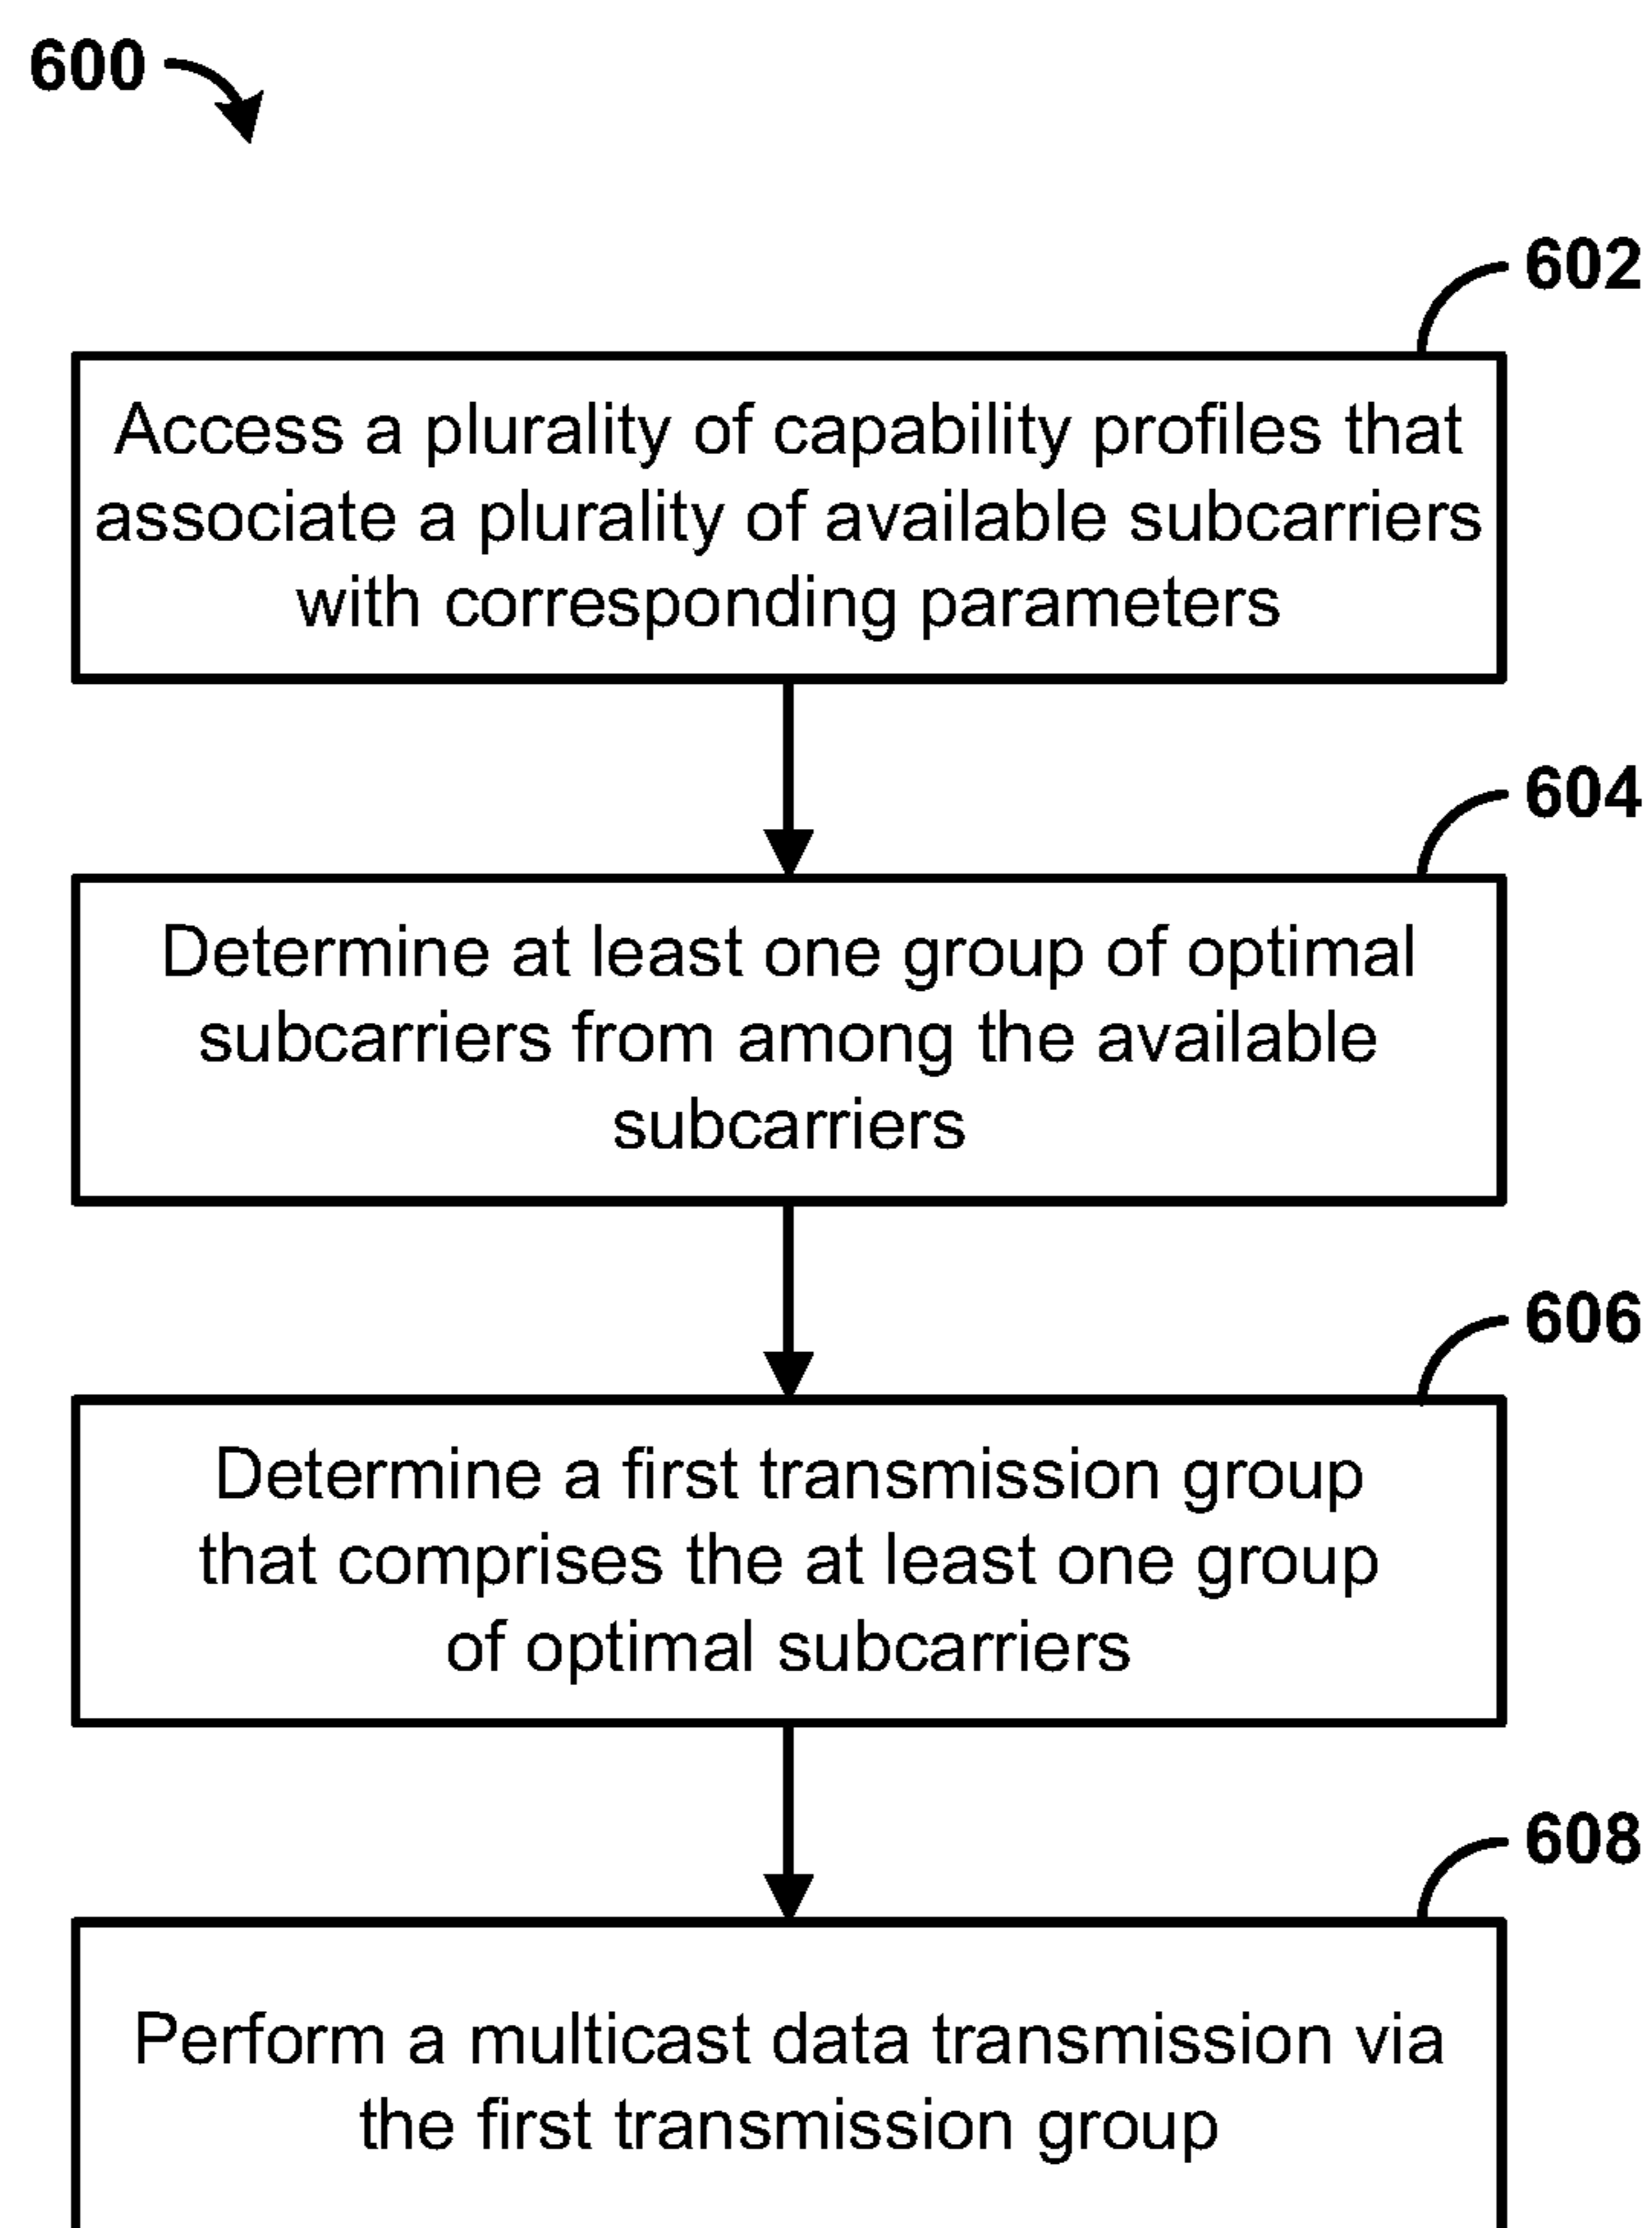 600
602
Access a plurality of capability profiles that
associate a plurality of available subcarriers
with corresponding parameters
604
Determine at least one group of optimal
subcarriers from among the available
subcarriers
606
Determine a first transmission group
that comprises the at least one group
of optimal subcarriers
608
Perform a multicast data transmission via
the first transmission group